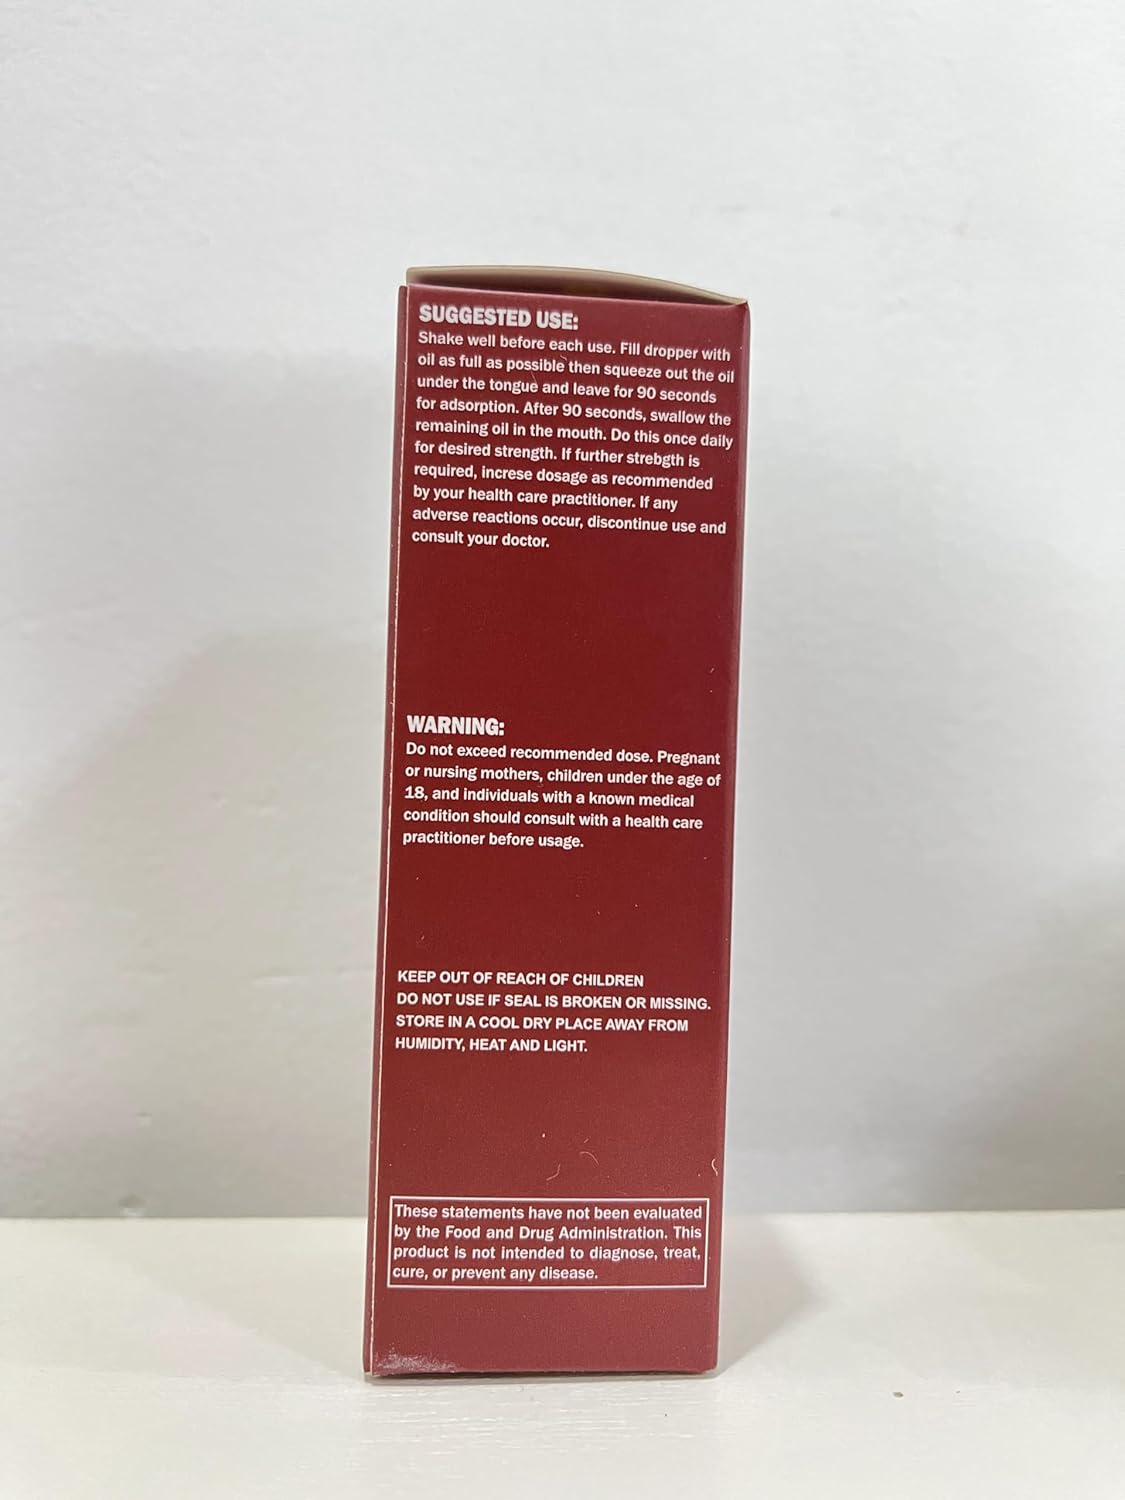 SUGGESTED USE:
Shake well before each use. Fill dropper with
oil as full as possible then squeeze out the oil
under the tongue and leave for 90 seconds
for adsorption. After 90 seconds, swallow the
remaining oil in the mouth. Do this once daily
for desired strength. If further strebgth is
required, increse dosage as recommended
by your health care practitioner. If any
adverse reactions occur, discontinue use and
consult your doctor.
WARNING:
Do not exceed recommended dose. Pregnant
or nursing mothers, children under the age of
18, and individuals with a known medical
condition should consult with a health care
practitioner before usage.
KEEP OUT OF REACH OF CHILDREN
DO NOT USE IF SEAL IS BROKEN OR MISSING.
STORE IN A COOL DRY PLACE AWAY FROM
HUMIDITY, HEAT AND LIGHT.
These statements have not been evaluated
by the Food and Drug Administration. This
product is not intended to diagnose, treat,
cure, or prevent any disease.